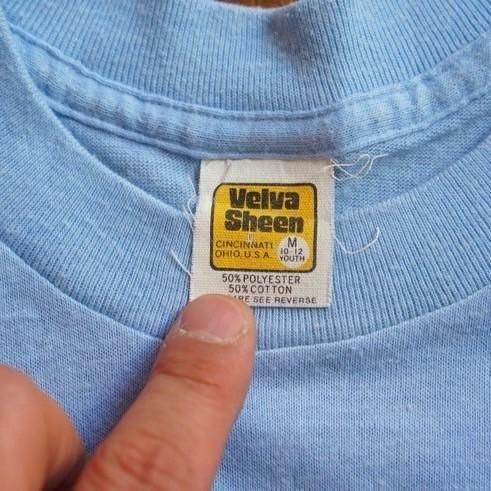 Velva
Sheen
CINCINNATI
OHIO, U.S.A.
M
10-12
YOUTH
50% POLYESTER
50% COTTON
SEE REVERSE